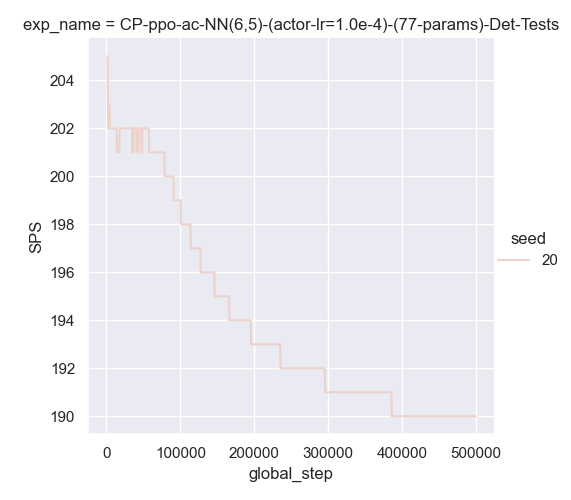 exp_name = CP-ppo-ac-NN(6,5)-(actor-lr=1.0e-4)-(77-params)-Det-Tests
204
202
200
198
196
194
192
190
SPS
0 100000 200000 300000 400000 500000
global_step
seed
20